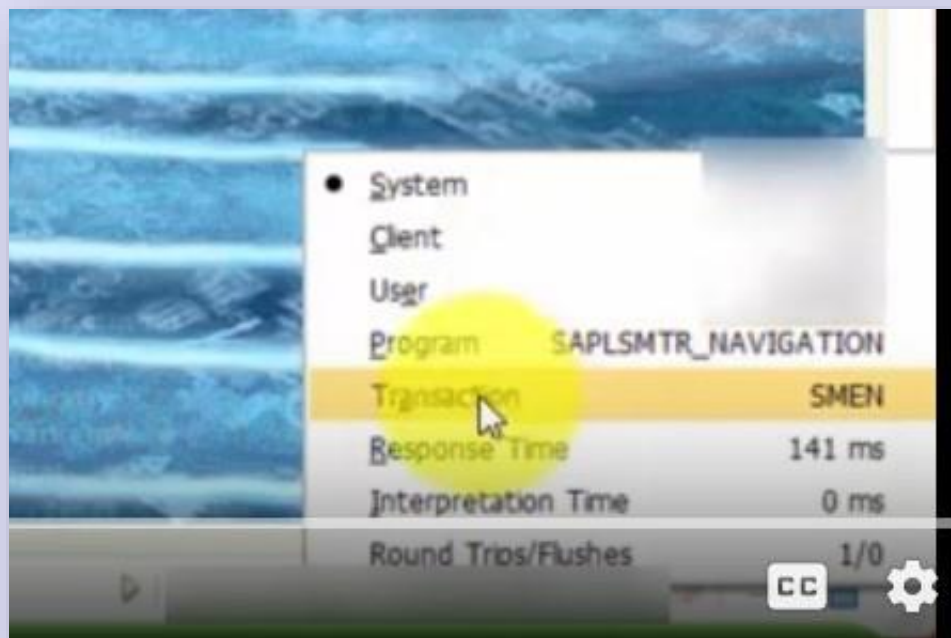 System
Client
User
Program SAPLSMTR_NAVIGATION
Transaction SMEN
Response Time 141 ms
Interpretation Time 0 ms
Round Trips/Flushes 1/0
CC